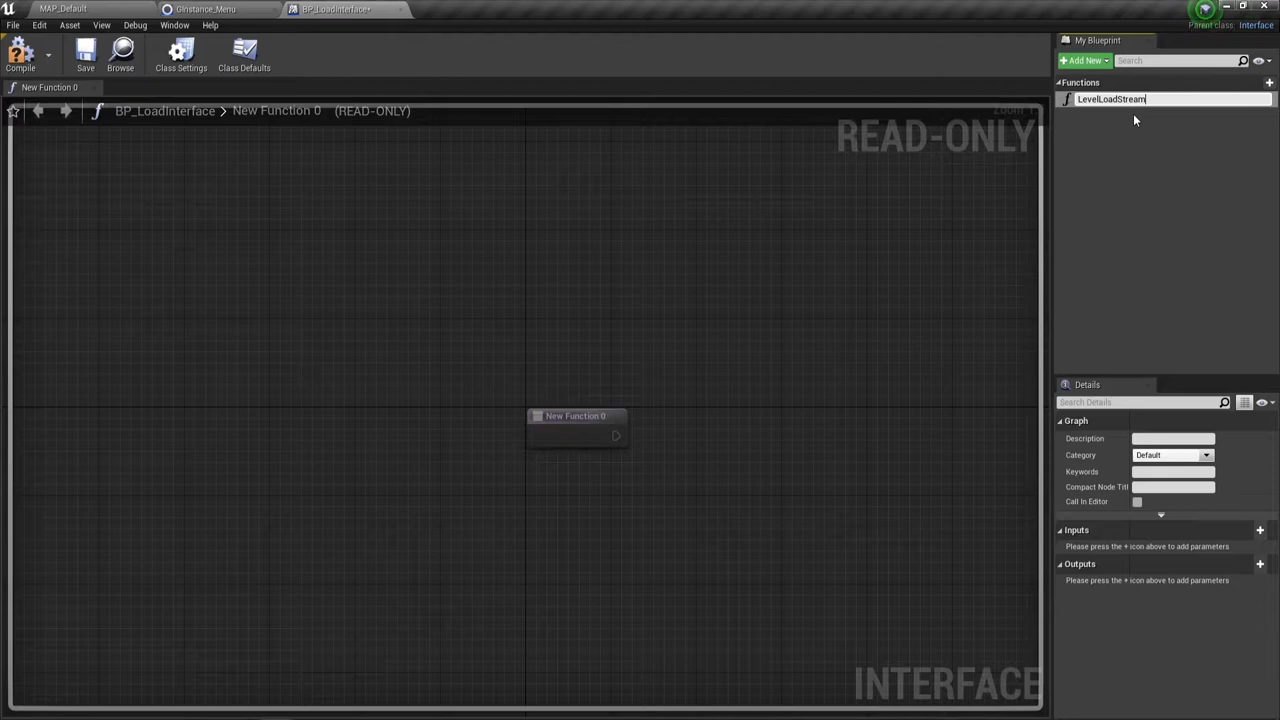 MAP_Default
GInstance_Menu
BP_LoadInterface*
File Edit Asset View Debug Window Help
Parent class: Interface
Compile
Save
Browse
Class Settings
Class Defaults
My Blueprint
+ Add New
Search
New Function 0
Functions
LevelLoadStream
BP_LoadInterface > New Function 0 (READ-ONLY)
READ-ONLY
New Function 0
Details
Search Details
Graph
Description
Category Default
Keywords
Compact Node Titl
Call In Editor
Inputs
Please press the + icon above to add parameters
Outputs
Please press the + icon above to add parameters
INTERFACE